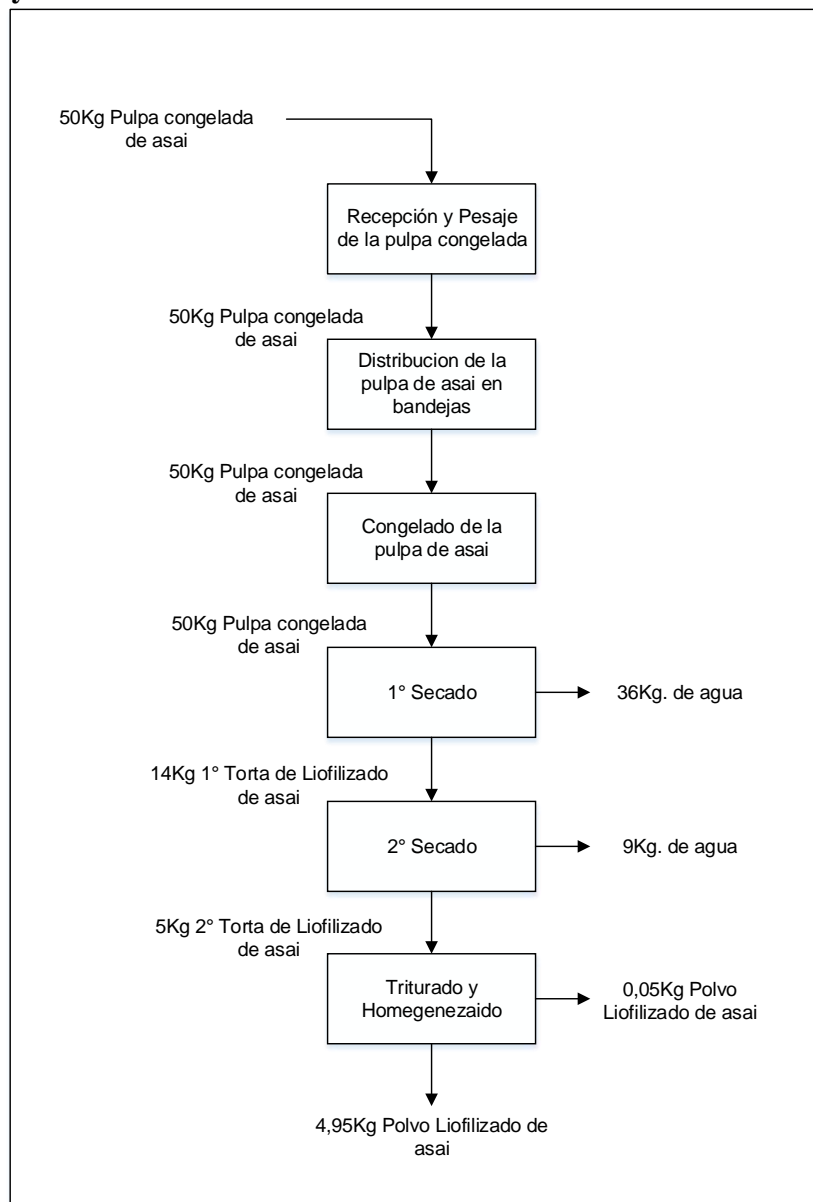 50Kg Pulpa congelada
de asai
Recepción y Pesaje
de la pulpa congelada
50Kg Pulpa congelada
de asai
Distribucion de la
pulpa de asai en
bandejas
50Kg Pulpa congelada
de asai
Congelado de la
pulpa de asai
50Kg Pulpa congelada
de asai
1° Secado
36Kg. de agua
14Kg 1° Torta de Liofilizado
de asai
2° Secado
9Kg. de agua
5Kg 2° Torta de Liofilizado
de asai
Triturado y
Homegenezaido
0,05Kg Polvo
Liofilizado de asai
4,95Kg Polvo Liofilizado de
asai